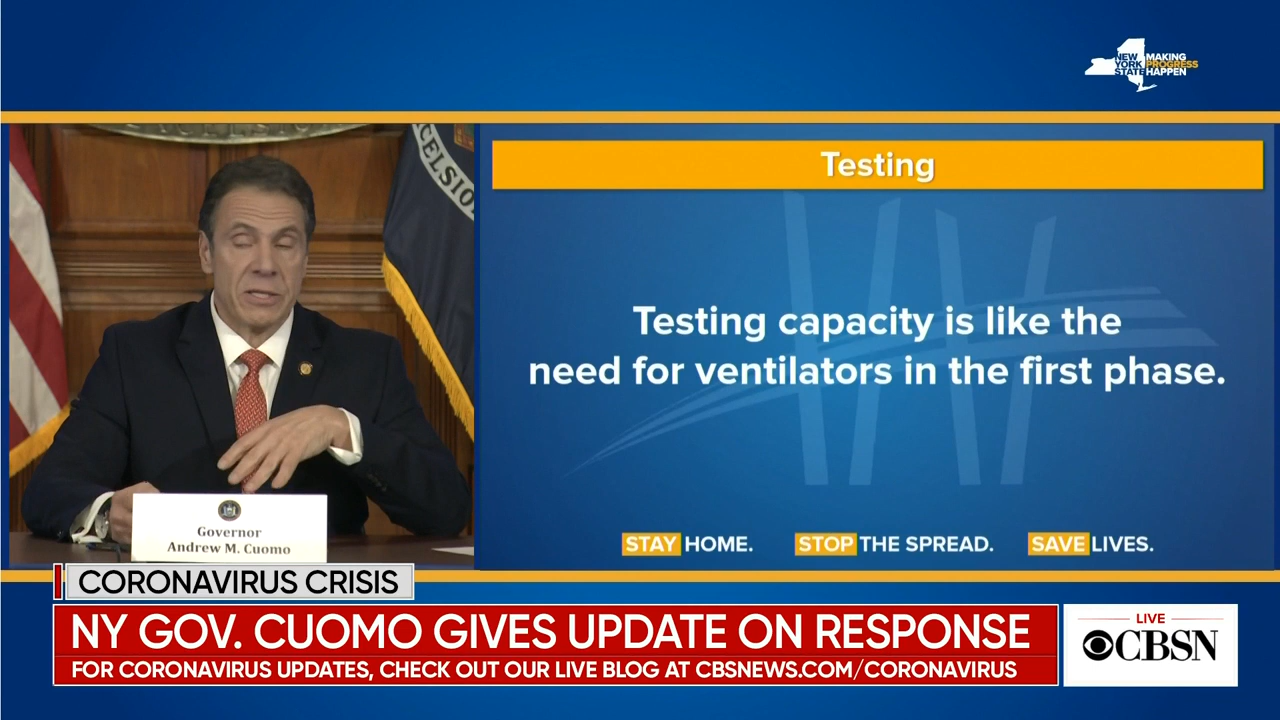 NEW
YORK
STATE
MAKING
PROGRESS
HAPPEN
EXCELSIOR
Testing
Testing capacity is like the
need for ventilators in the first phase.
STAY HOME. STOP THE SPREAD. SAVE LIVES.
Governor
Andrew M. Cuomo
CORONAVIRUS CRISIS
NY GOV. CUOMO GIVES UPDATE ON RESPONSE
FOR CORONAVIRUS UPDATES, CHECK OUT OUR LIVE BLOG AT CBSNEWS.COM/CORONAVIRUS
LIVE
CBSN